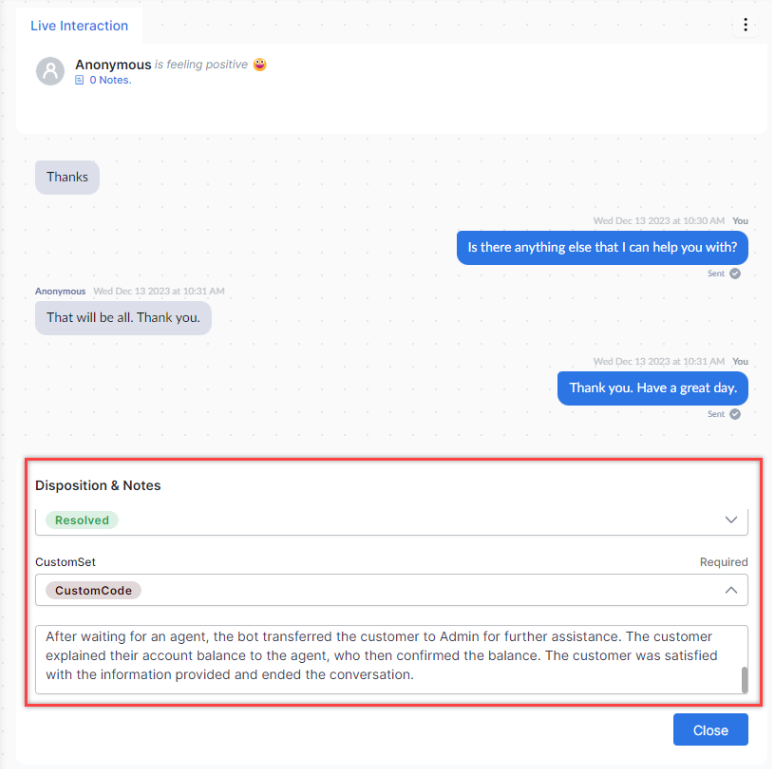 Live Interaction
Anonymous is feeling positive
0 Notes.
Thanks
Wed Dec 13 2023 at 10:30 AM You
Is there anything else that I can help you with?
Sent
Anonymous Wed Dec 13 2023 at 10:31 AM
That will be all. Thank you.
Wed Dec 13 2023 at 10:31 AM You
Thank you. Have a great day.
Sent
Disposition & Notes
Resolved
CustomSet Required
CustomCode
After waiting for an agent, the bot transferred the customer to Admin for further assistance. The customer
explained their account balance to the agent, who then confirmed the balance. The customer was satisfied
with the information provided and ended the conversation.
Close